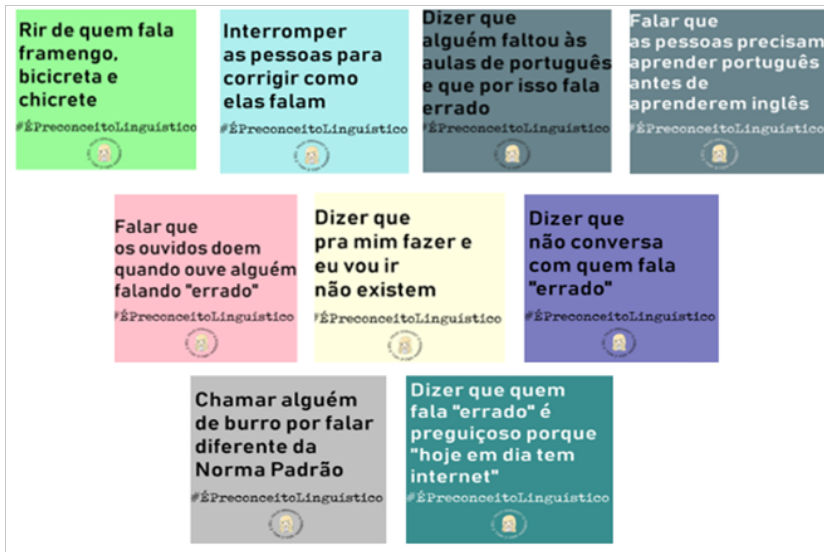 Rir de quem fala
framengo,
bicicreta e
chicrete
#ÉPreconceitoLinguístico
Interromper
as pessoas para
corrigir como
elas falam
#ÉPreconceitoLinguístico
Dizer que
alguém faltou às
aulas de português
e que por isso fala
errado
#ÉPreconceitoLinguístico
Falar que
as pessoas precisam
aprender português
antes de
aprenderem inglês
#ÉPreconceitoLinguístico
Falar que
os ouvidos doem
quando ouve alguém
falando "errado"
#ÉPreconceitoLinguístico
Dizer que
pra mim fazer e
eu vou ir
não existem
#ÉPreconceitoLinguístico
Dizer que
não conversa
com quem fala
"errado"
#ÉPreconceitoLinguístico
Chamar alguém
de burro por falar
diferente da
Norma Padrão
#ÉPreconceitoLinguístico
Dizer que quem
fala "errado" é
preguiçoso porque
"hoje em dia tem
internet"
#ÉPreconceitoLinguístico